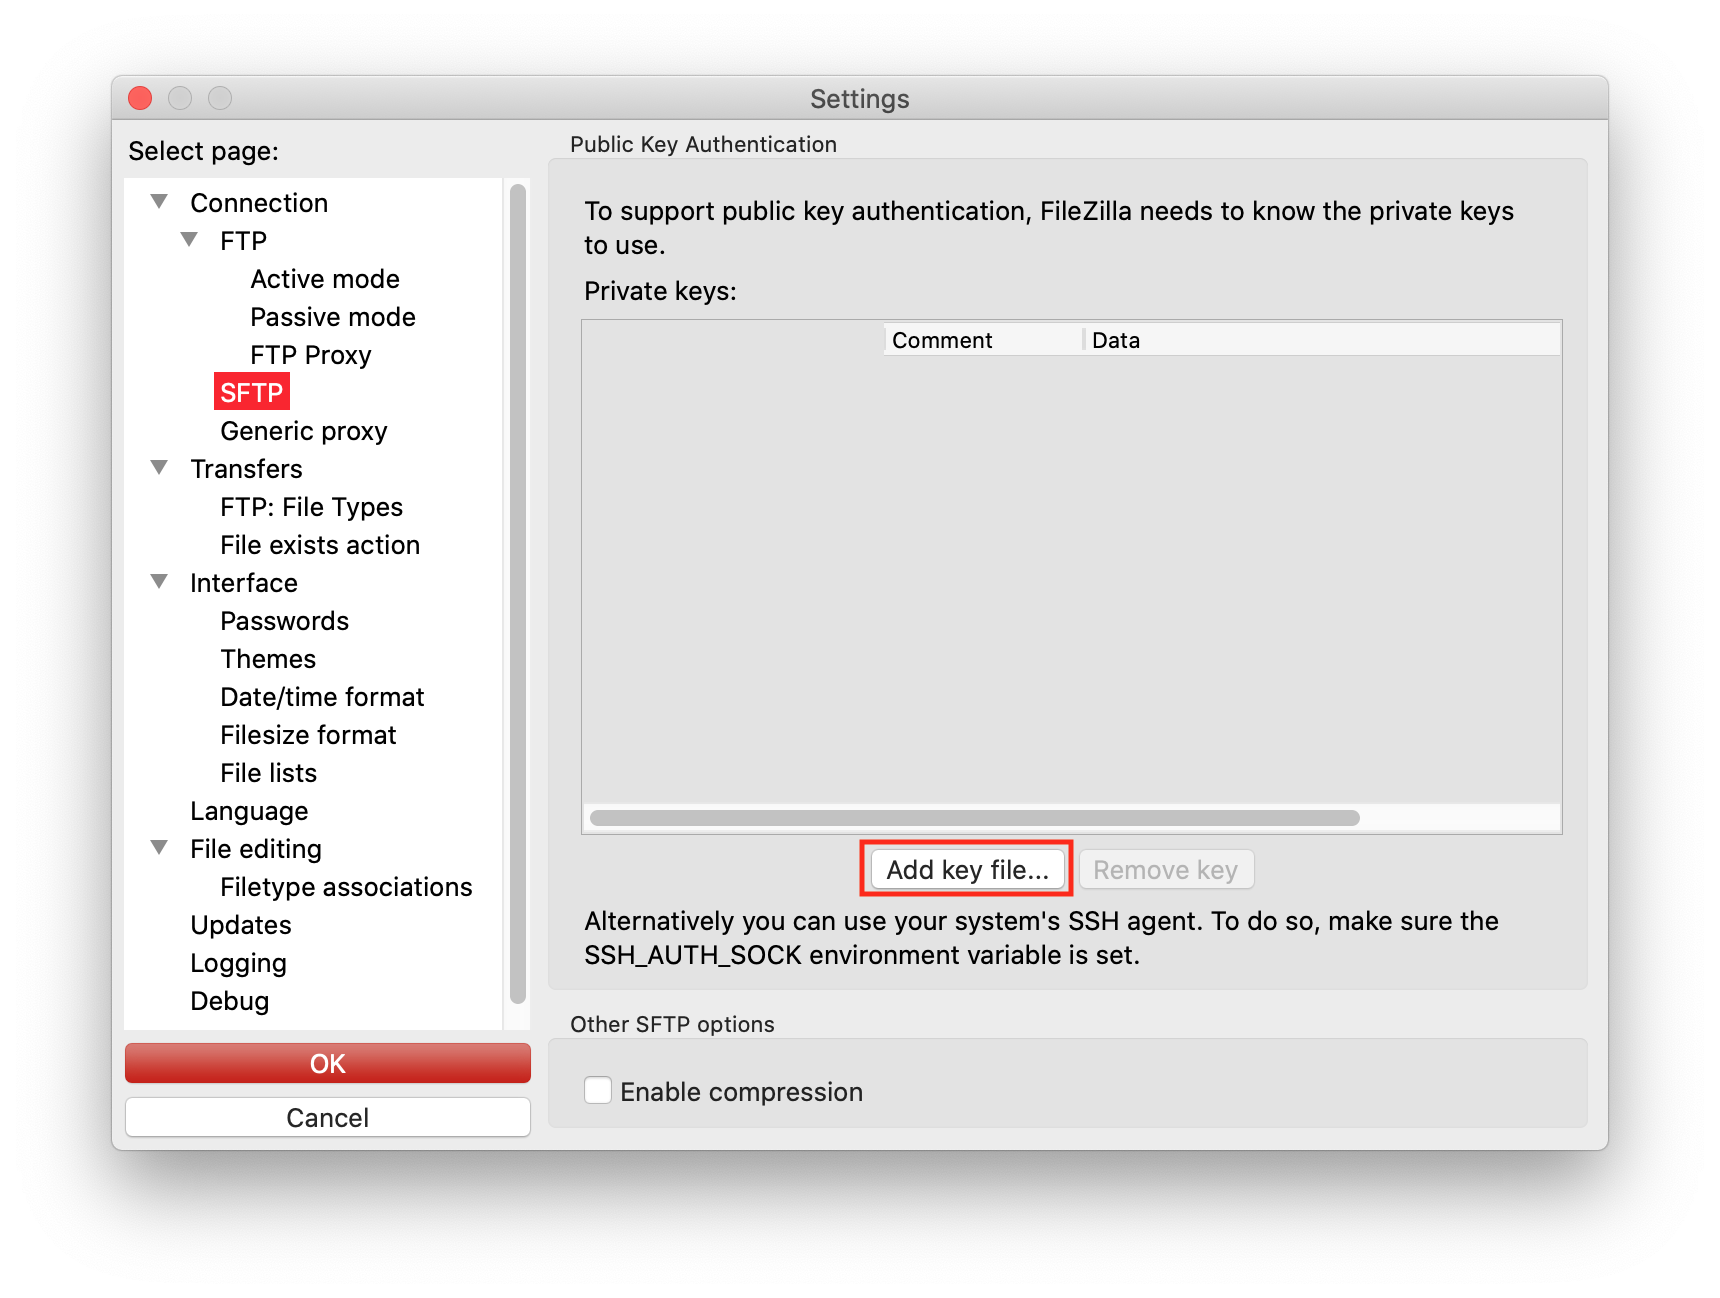 Settings
Select page:
Connection
FTP
Active mode
Passive mode
FTP Proxy
SFTP
Generic proxy
Transfers
FTP: File Types
File exists action
Interface
Passwords
Themes
Date/time format
Filesize format
File lists
Language
File editing
Filetype associations
Updates
Logging
Debug
OK
Cancel
Public Key Authentication
To support public key authentication, FileZilla needs to know the private keys
to use.
Private keys:
Comment Data
Add key file... Remove key
Alternatively you can use your system's SSH agent. To do so, make sure the
SSH_AUTH_SOCK environment variable is set.
Other SFTP options
Enable compression